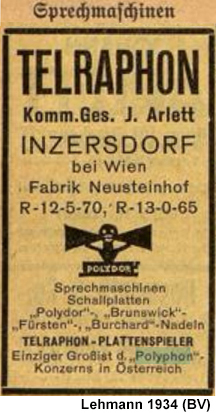 Sprechmaschinen
TELRAPHON
Komm.Ges. J. Arlett
INZERSDORF
bei Wien
Fabrik Neusteinhof
R-12-5-70, R-13-0-65
POLYDOR
Sprechmaschinen
Schallplatten
„Polydor"-, „Brunswick"-
„Fürsten"-, „Burchard"-Nadeln
TELRAPHON-PLATTENSPIELER
Einziger Großist d. „Polyphon"-
Konzerns in Österreich
Lehmann 1934 (BV)